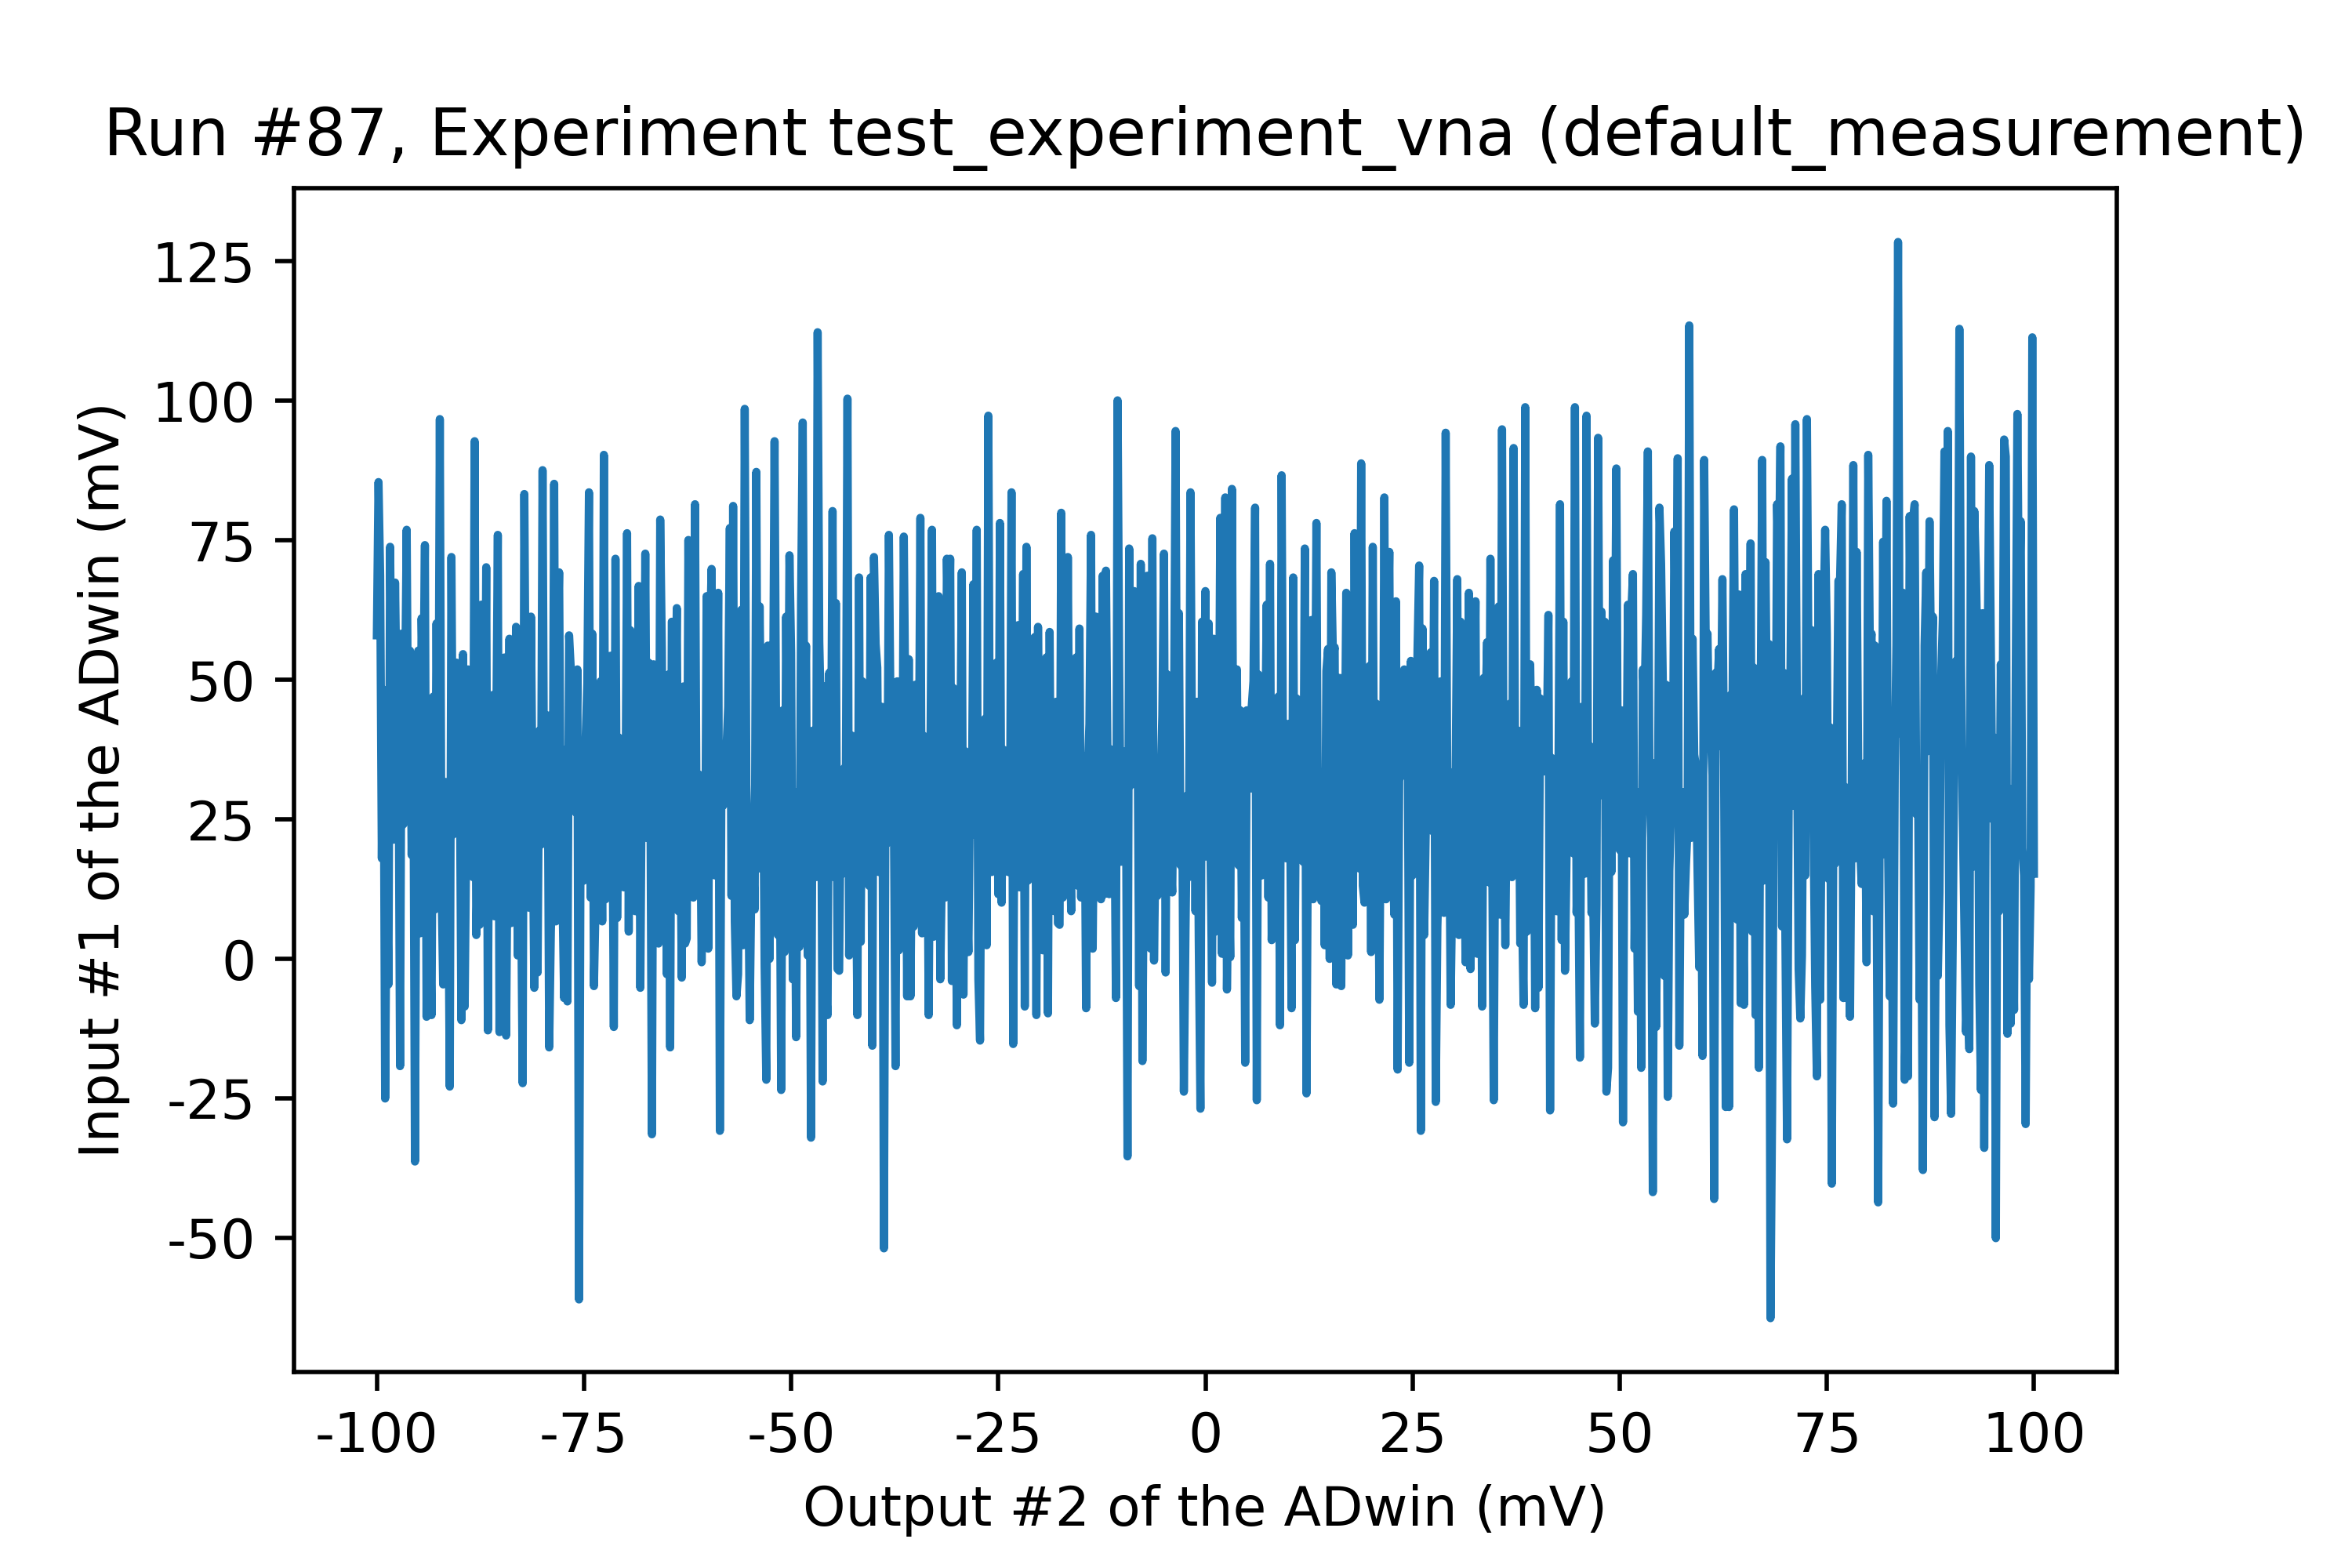 Run #87, Experiment test_experiment_vna (default_measurement)
125
100
75
50
25
0
-25
-50
Input #1 of the ADwin (mV)
-100 -75 -50 -25 0 25 50 75 100
Output #2 of the ADwin (mV)